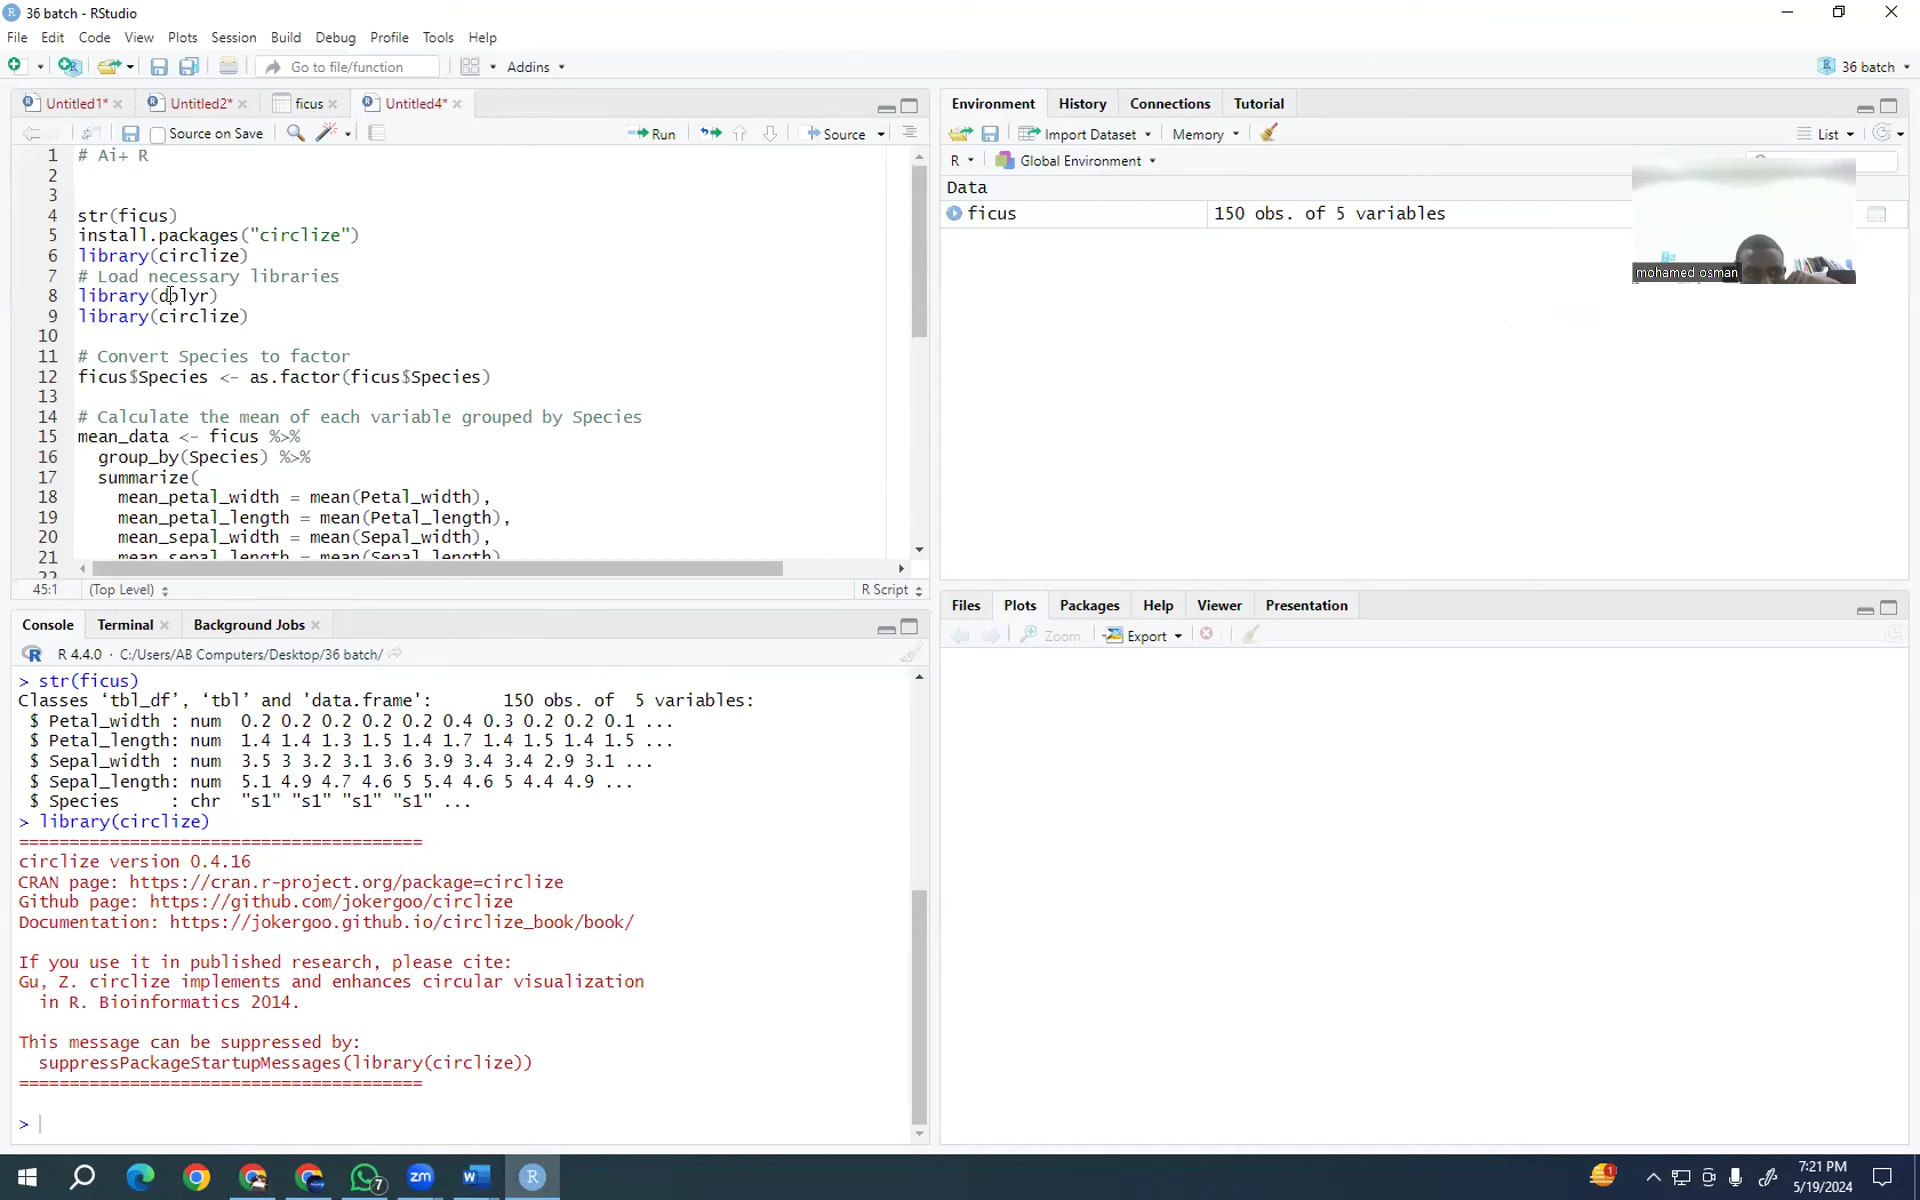 36 batch - RStudio
File Edit Code View Plots Session Build Debug Profile Tools Help
Go to file/function Addins 36 batch
Untitled1* Untitled2* ficus Untitled4*
Source on Save Run Source
1 # Ai+ R
2
3
4 str(ficus)
5 install.packages("circlize")
6 library(circlize)
7 # Load necessary libraries
8 library(dplyr)
9 library(circlize)
10
11 # Convert Species to factor
12 ficus$Species <- as.factor(ficus$Species)
13
14 # Calculate the mean of each variable grouped by Species
15 mean_data <- ficus %>%
16 group_by(Species) %>%
17 summarize(
18 mean_petal_width = mean(Petal_width),
19 mean_petal_length = mean(Petal_length),
20 mean_sepal_width = mean(Sepal_width),
21 mean_sepal_length = mean(Sepal_length)
22
45:1 (Top Level) R Script
Console Terminal Background Jobs
R 4.4.0 · C:/Users/AB Computers/Desktop/36 batch/
> str(ficus)
Classes ‘tbl_df’, ‘tbl’ and 'data.frame': 150 obs. of 5 variables:
$ Petal_width : num 0.2 0.2 0.2 0.2 0.2 0.4 0.3 0.2 0.2 0.1 ...
$ Petal_length: num 1.4 1.4 1.3 1.5 1.4 1.7 1.4 1.5 1.4 1.5 ...
$ Sepal_width : num 3.5 3 3.2 3.1 3.6 3.9 3.4 3.4 2.9 3.1 ...
$ Sepal_length: num 5.1 4.9 4.7 4.6 5 5.4 4.6 5 4.4 4.9 ...
$ Species : chr "s1" "s1" "s1" "s1" ...
> library(circlize)
========================================
circlize version 0.4.16
CRAN page: https://cran.r-project.org/package=circlize
Github page: https://github.com/jokergoo/circlize
Documentation: https://jokergoo.github.io/circlize_book/book/
If you use it in published research, please cite:
Gu, Z. circlize implements and enhances circular visualization
in R. Bioinformatics 2014.
This message can be suppressed by:
suppressPackageStartupMessages(library(circlize))
========================================
>
Environment History Connections Tutorial
Import Dataset Memory List
R Global Environment
Data
ficus 150 obs. of 5 variables
mohamed osman
Files Plots Packages Help Viewer Presentation
Zoom Export
zm
7
1
7:21 PM
5/19/2024